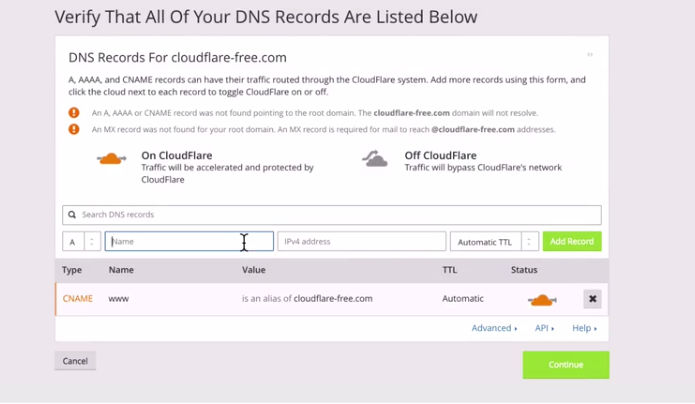 Verify That All Of Your DNS Records Are Listed Below
DNS Records For cloudflare-free.com
A, AAAA, and CNAME records can have their traffic routed through the CloudFlare system. Add more records using this form, and
click the cloud next to each record to toggle CloudFlare on or off.
An A, AAAA or CNAME record was not found pointing to the root domain. The cloudflare-free.com domain will not resolve.
An MX record was not found for your root domain. An MX record is required for mail to reach @cloudflare-free.com addresses.
On CloudFlare
Traffic will be accelerated and protected by
CloudFlare
Off CloudFlare
Traffic will bypass CloudFlare's network
Search DNS records
A Name IPv4 address Automatic TTL Add Record
Type Name Value TTL Status
CNAME www is an alias of cloudflare-free.com Automatic
Advanced API Help
Cancel
Continue